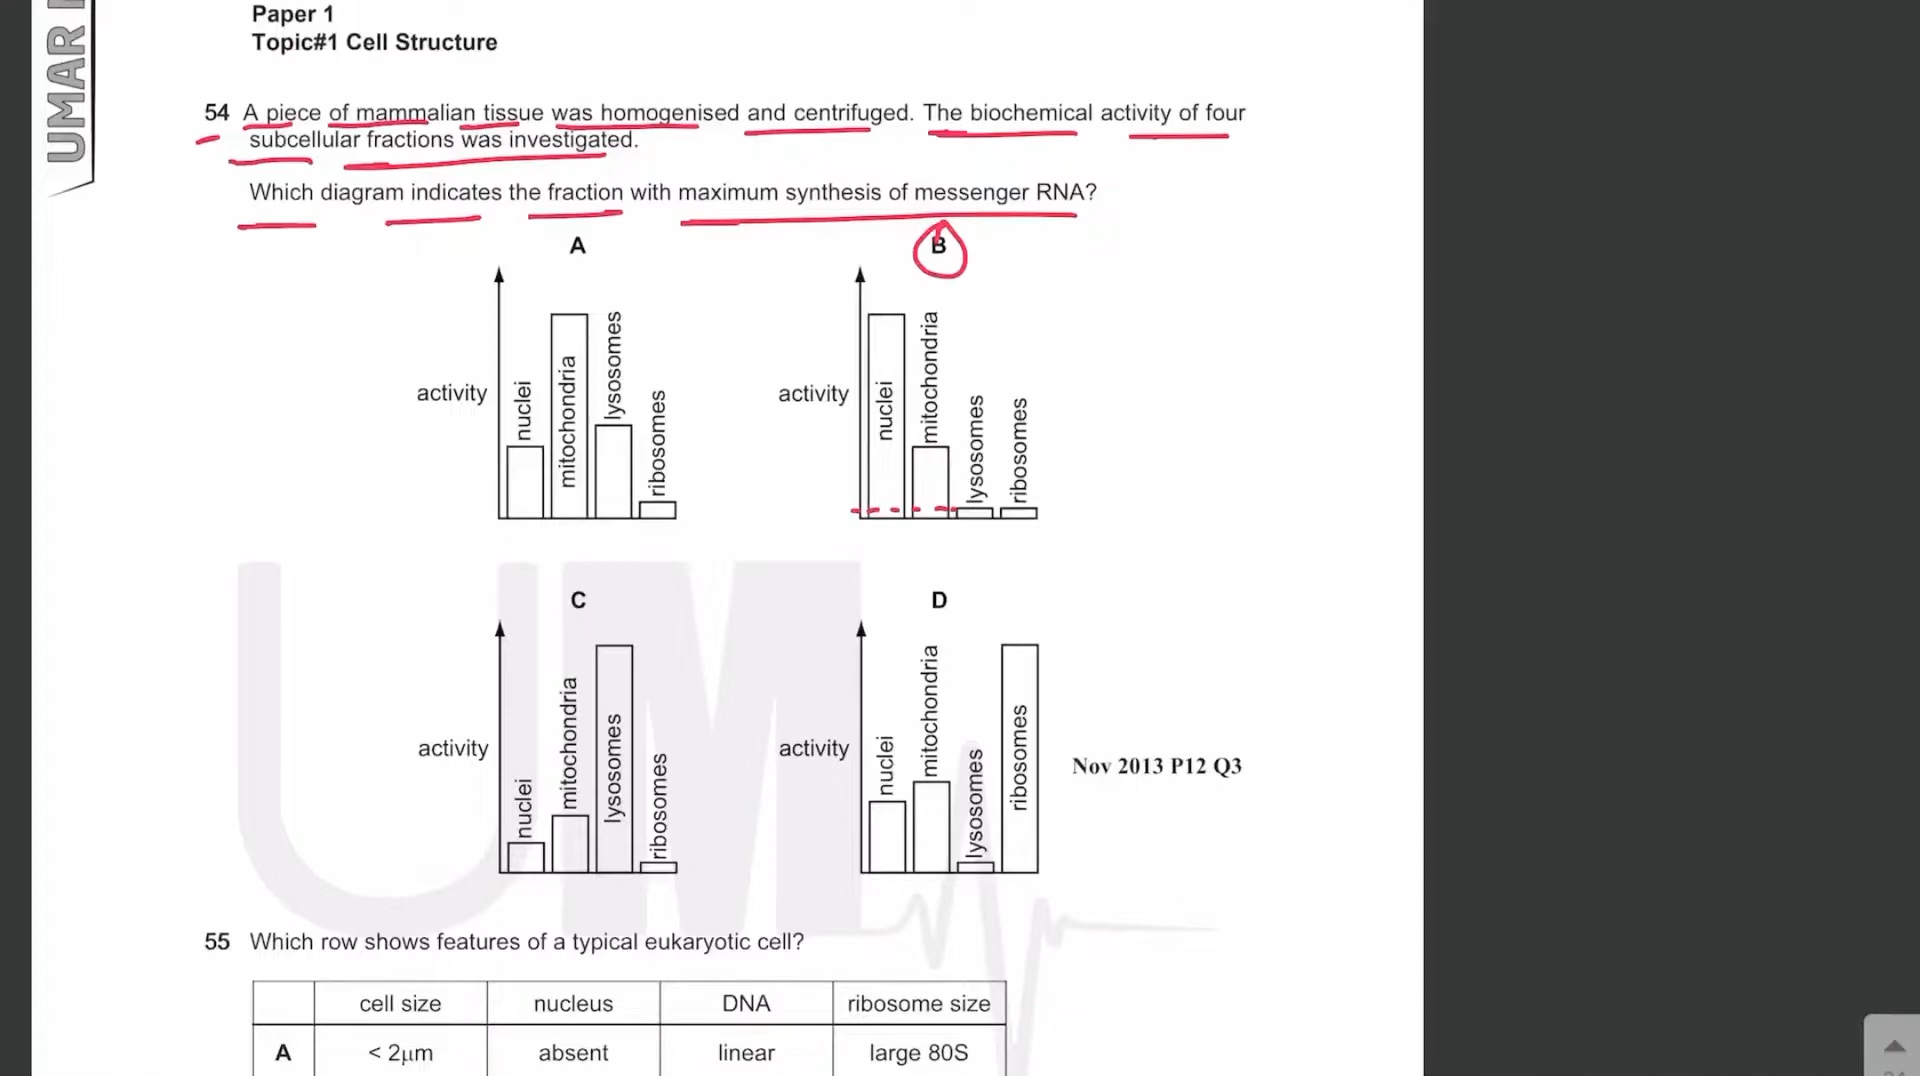 UMAR
Paper 1
Topic#1 Cell Structure
54 A piece of mammalian tissue was homogenised and centrifuged. The biochemical activity of four
subcellular fractions was investigated.
Which diagram indicates the fraction with maximum synthesis of messenger RNA?
A
activity
nuclei
mitochondria
lysosomes
ribosomes
B
activity
nuclei
mitochondria
lysosomes
ribosomes
C
activity
nuclei
mitochondria
lysosomes
ribosomes
D
activity
nuclei
mitochondria
lysosomes
ribosomes
Nov 2013 P12 Q3
UM
55 Which row shows features of a typical eukaryotic cell?
cell size nucleus DNA ribosome size
A < 2μm absent linear large 80S